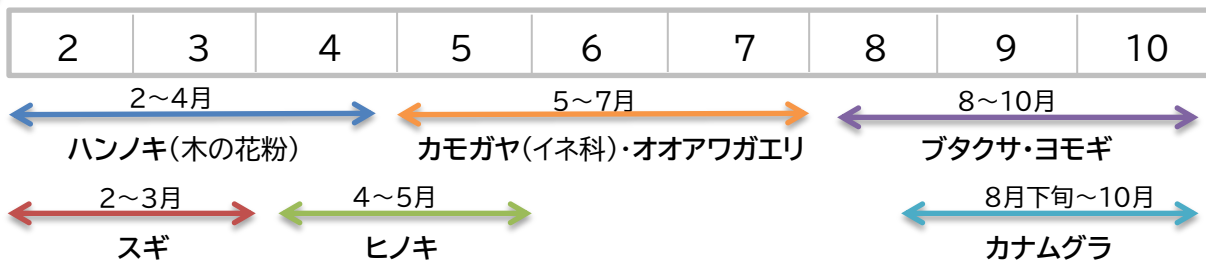 2 3 4 5 6 7 8 9 10
2～4月 5～7月 8～10月
ハンノキ(木の花粉) カモガヤ(イネ科)・オオアワガエリ ブタクサ・ヨモギ
2～3月 4～5月 8月下旬～10月
スギ ヒノキ カナムグラ